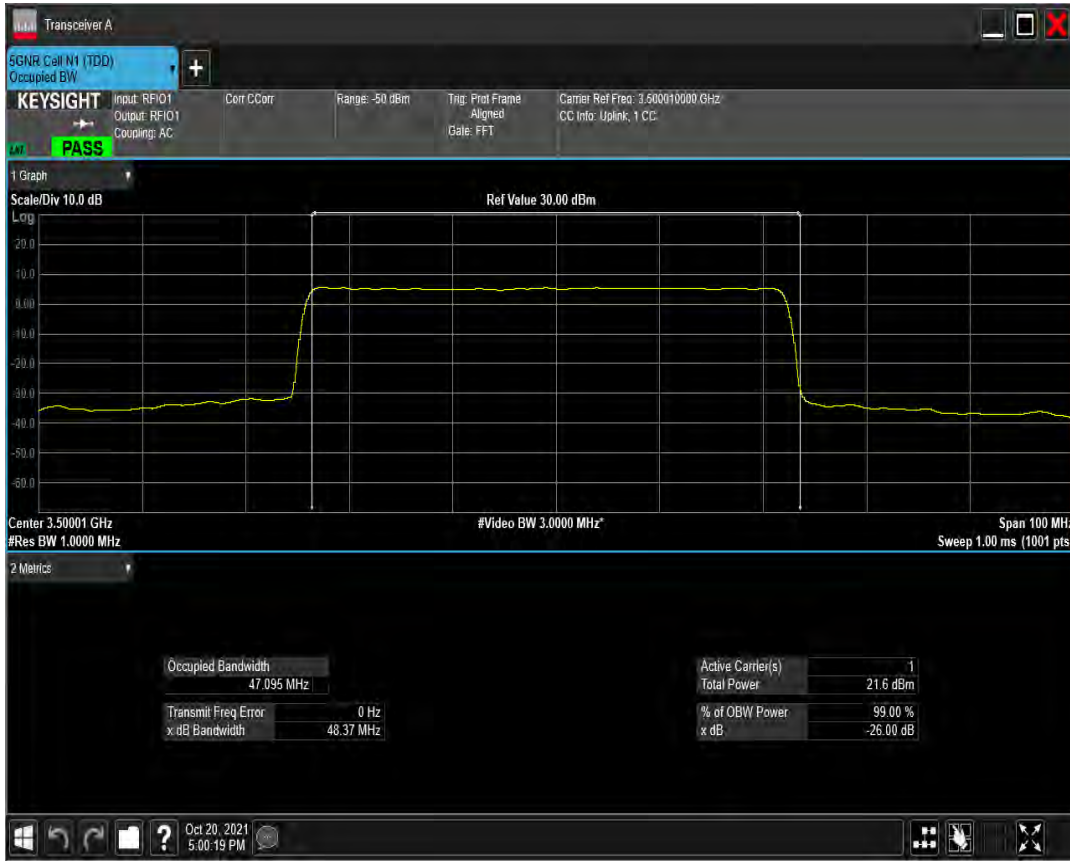 Transceiver A
5GNR Cell N1 (TDD)
Occupied BW
+
KEYSIGHT
Input: RFIO1
Output: RFIO1
Coupling: AC
Corr CCorr
Range: -50 dBm
Trig: Prot Frame
Aligned
Gate: FFT
Carrier Ref Freq: 3.500010000 GHz
CC Info: Uplink, 1 CC
PASS
1 Graph
Scale/Div 10.0 dB
Ref Value 30.00 dBm
Log
20.0
10.0
0.00
-10.0
-20.0
-30.0
-40.0
-50.0
-60.0
Center 3.50001 GHz
#Video BW 3.0000 MHz*
Span 100 MHz
#Res BW 1.0000 MHz
Sweep 1.00 ms (1001 pts
2 Metrics
Occupied Bandwidth
47.095 MHz
Transmit Freq Error 0 Hz
x dB Bandwidth 48.37 MHz
Active Carrier(s) 1
Total Power 21.6 dBm
% of OBW Power 99.00 %
x dB -26.00 dB
?
Oct 20, 2021
5:00:19 PM